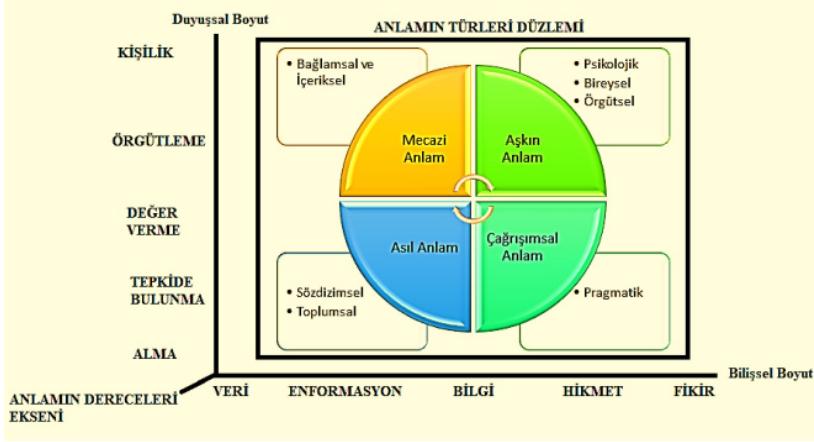 Duyuşsal Boyut
ANLAMIN TÜRLERİ DÜZLEMİ
KİŞİLİK
ÖRGÜTLEME
DEĞER
VERME
TEPKİDE
BULUNMA
ALMA
• Bağlamsal ve
İçeriksel
• Psikolojik
• Bireysel
• Örgütsel
Mecazi
Anlam
Aşkın
Anlam
Asıl Anlam
Çağrışımsal
Anlam
• Sözdizimsel
• Toplumsal
• Pragmatik
Bilişsel Boyut
VERİ
ENFORMASYON
BİLGİ
HİKMET
FİKİR
ANLAMIN DERECELERİ
EKSENİ